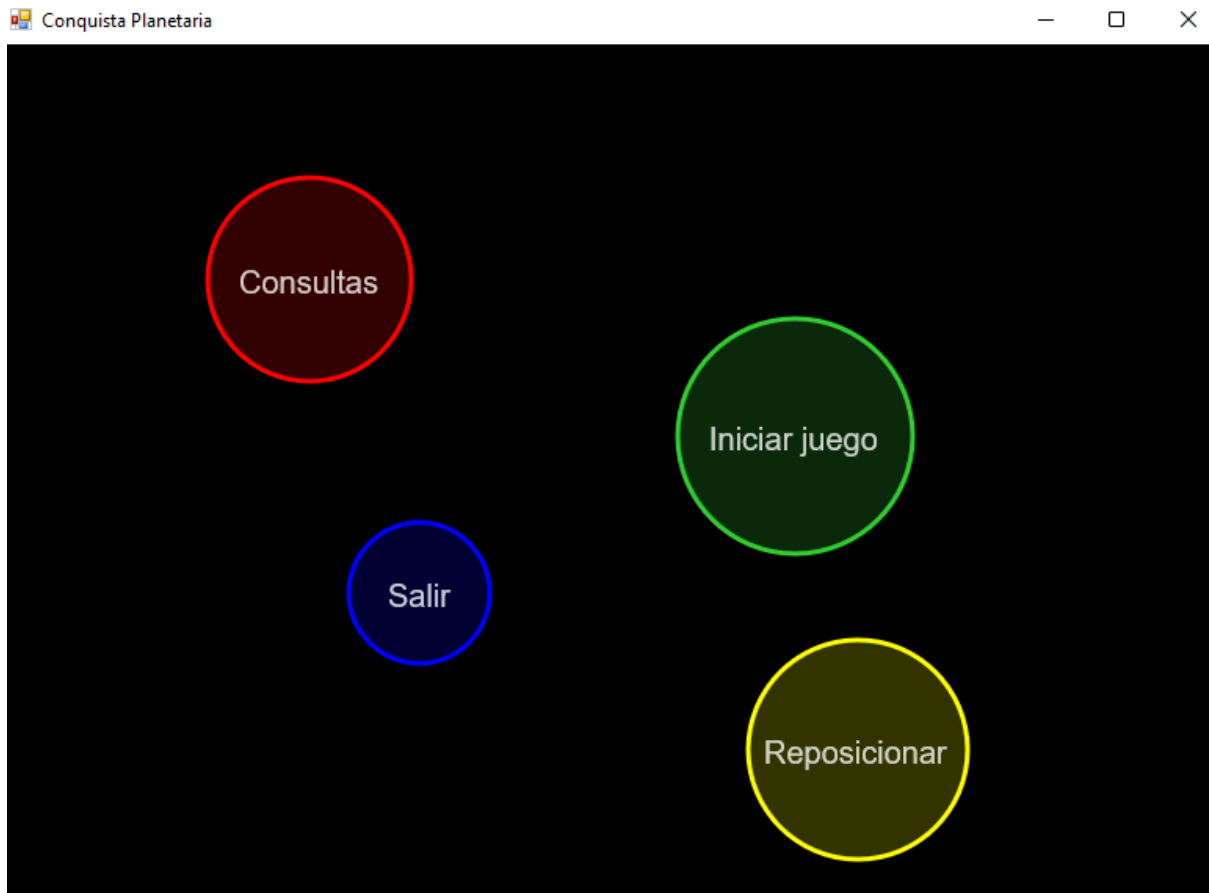 Conquista Planetaria
Consultas
Iniciar juego
Salir
Reposicionar